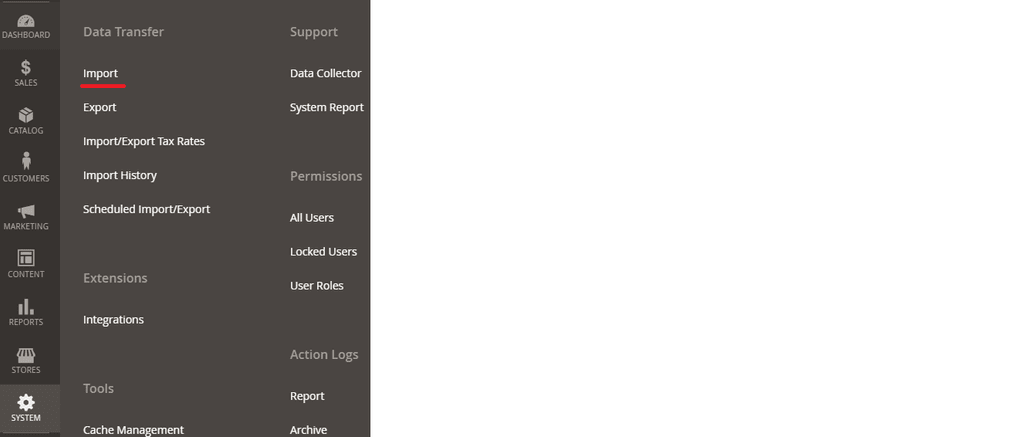 DASHBOARD
SALES
CATALOG
CUSTOMERS
MARKETING
CONTENT
REPORTS
STORES
SYSTEM
Data Transfer
Import
Export
Import/Export Tax Rates
Import History
Scheduled Import/Export
Extensions
Integrations
Tools
Cache Management
Support
Data Collector
System Report
Permissions
All Users
Locked Users
User Roles
Action Logs
Report
Archive